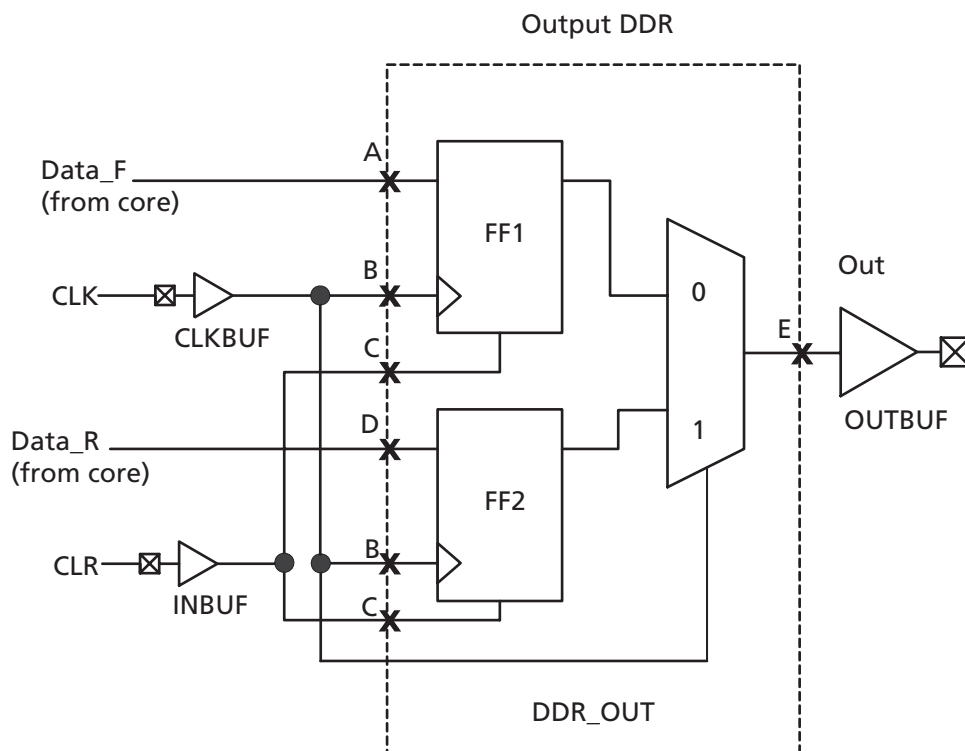 Output DDR
A
Data_F
(from core)
FF1
B
Out
0
CLK
CLKBUF
E
C
OUTBUF
D
1
Data_R
(from core)
FF2
B
CLR
INBUF
C
DDR_OUT